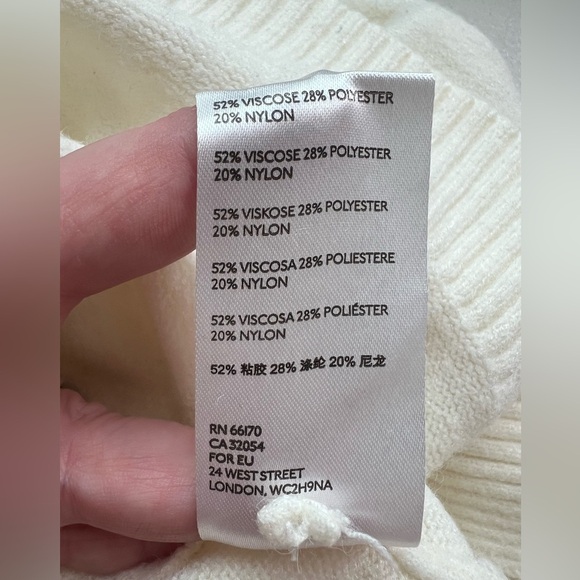 52% VISCOSE 28% POLYESTER
20% NYLON
52% VISCOSE 28% POLYESTER
20% NYLON
52% VISKOSE 28% POLYESTER
20% NYLON
52% VISCOSA 28% POLIESTERE
20% NYLON
52% VISCOSA 28% POLIÉSTER
20% NYLON
52% 粘胶 28% 涤纶 20% 尼龙
RN 66170
CA 32054
FOR EU
24 WEST STREET
LONDON, WC2H9NA